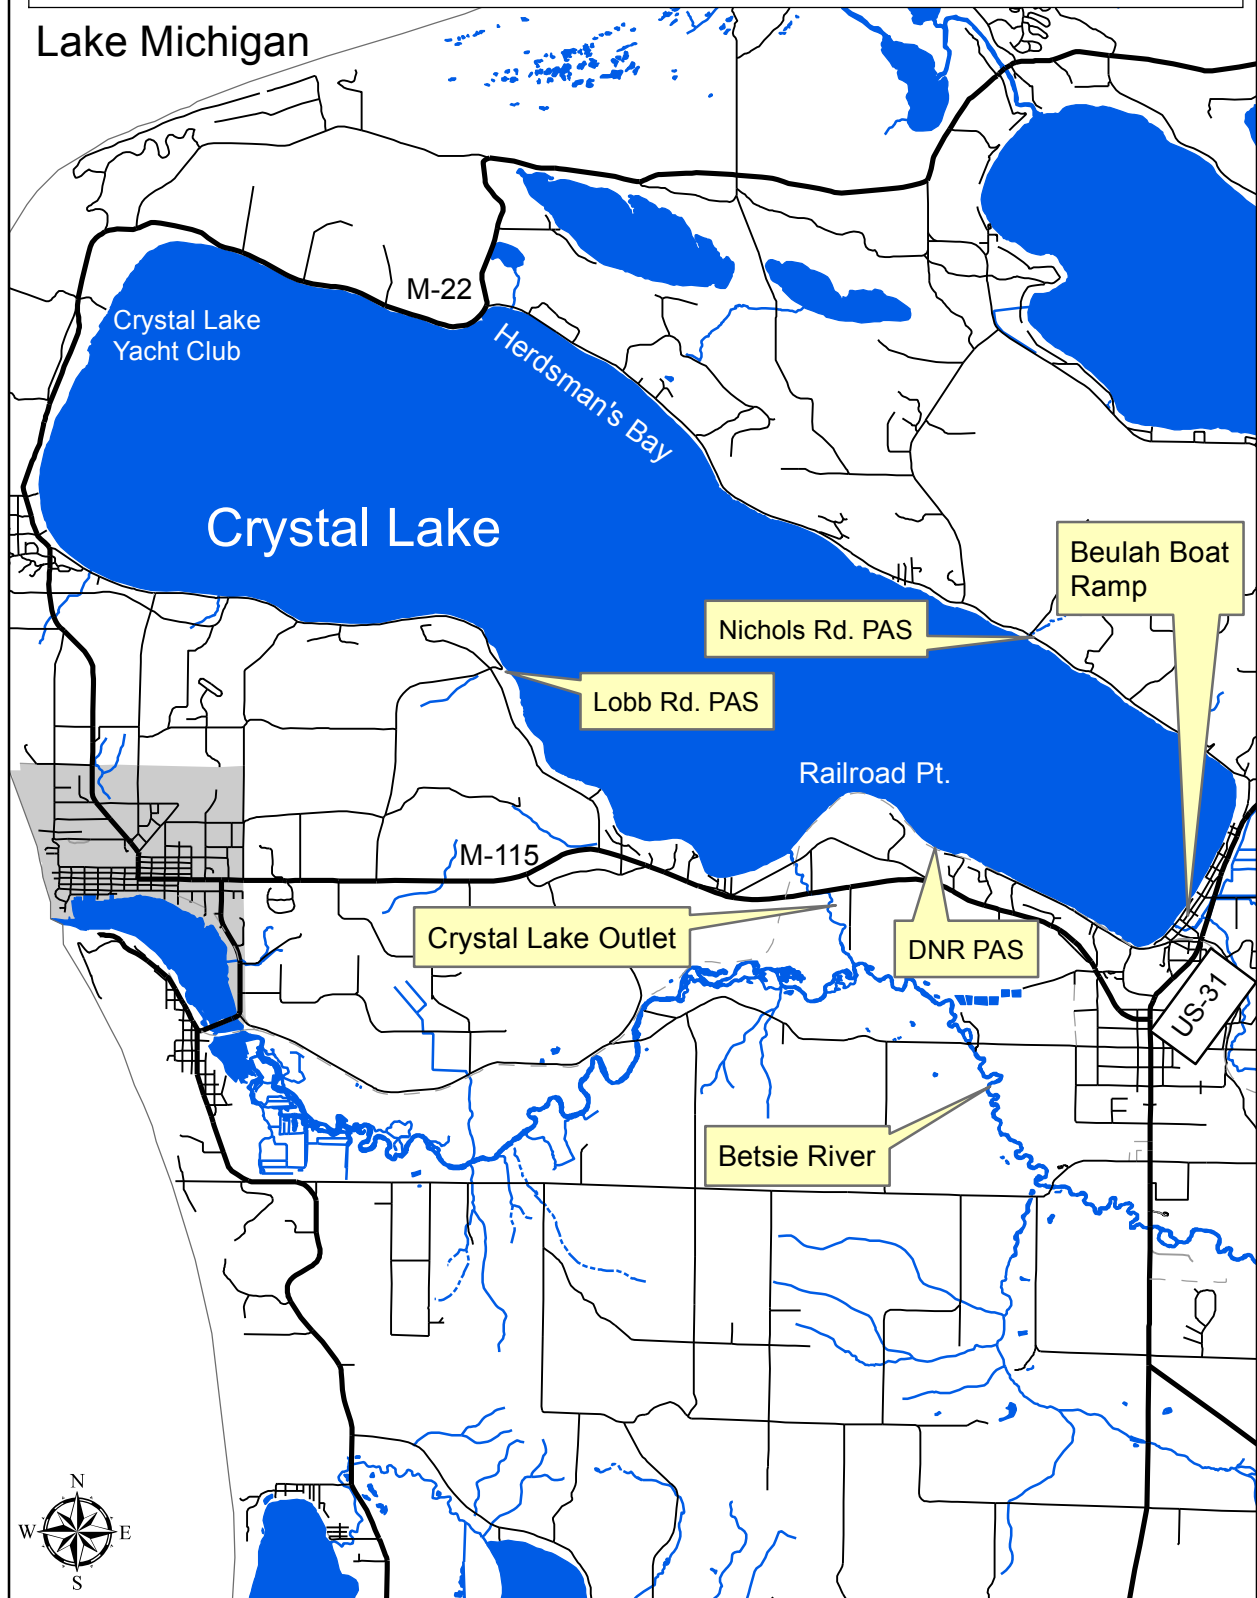 Lake Michigan
M-22
Crystal Lake
Yacht Club
Herdsman's Bay
Crystal Lake
Beulah Boat
Ramp
Nichols Rd. PAS
Lobb Rd. PAS
Railroad Pt.
M-115
Crystal Lake Outlet
DNR PAS
US-31
Betsie River
N
W
E
S